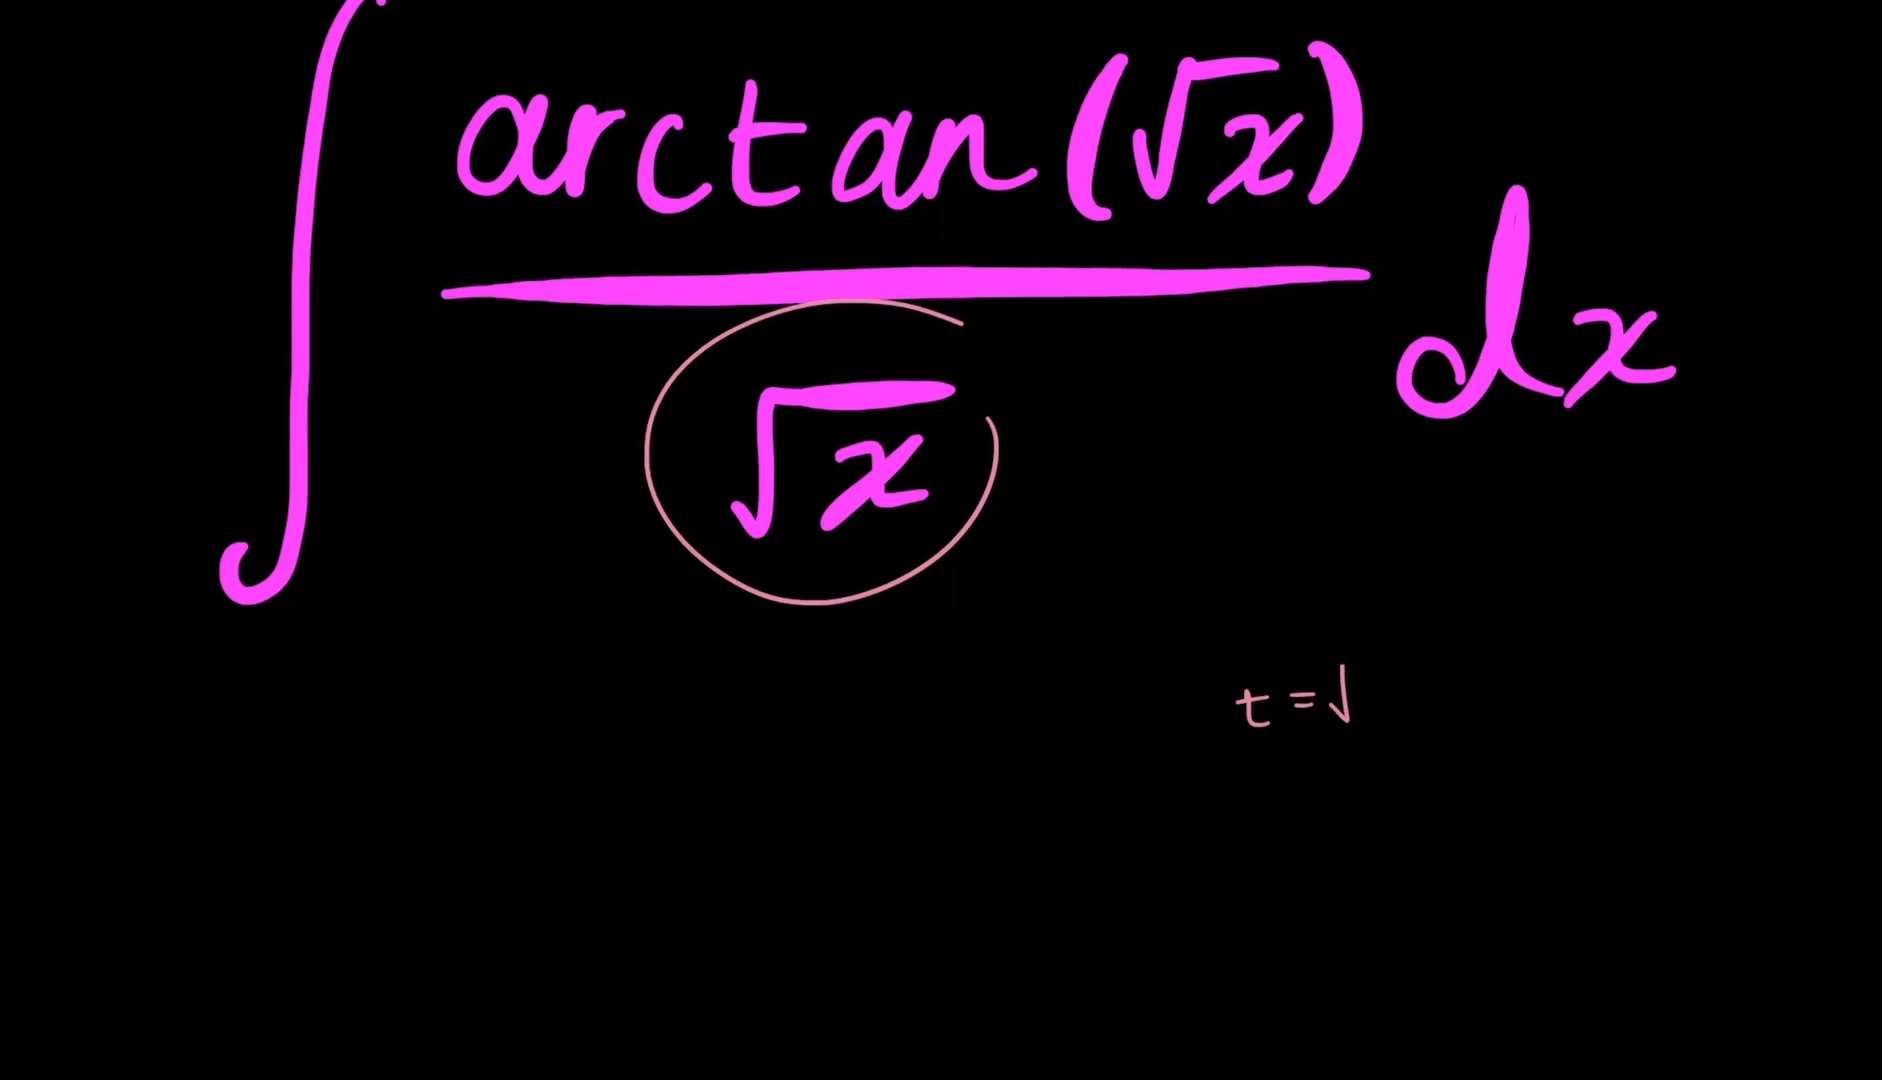 ∫ arctan(√x)/√x dx
t = √